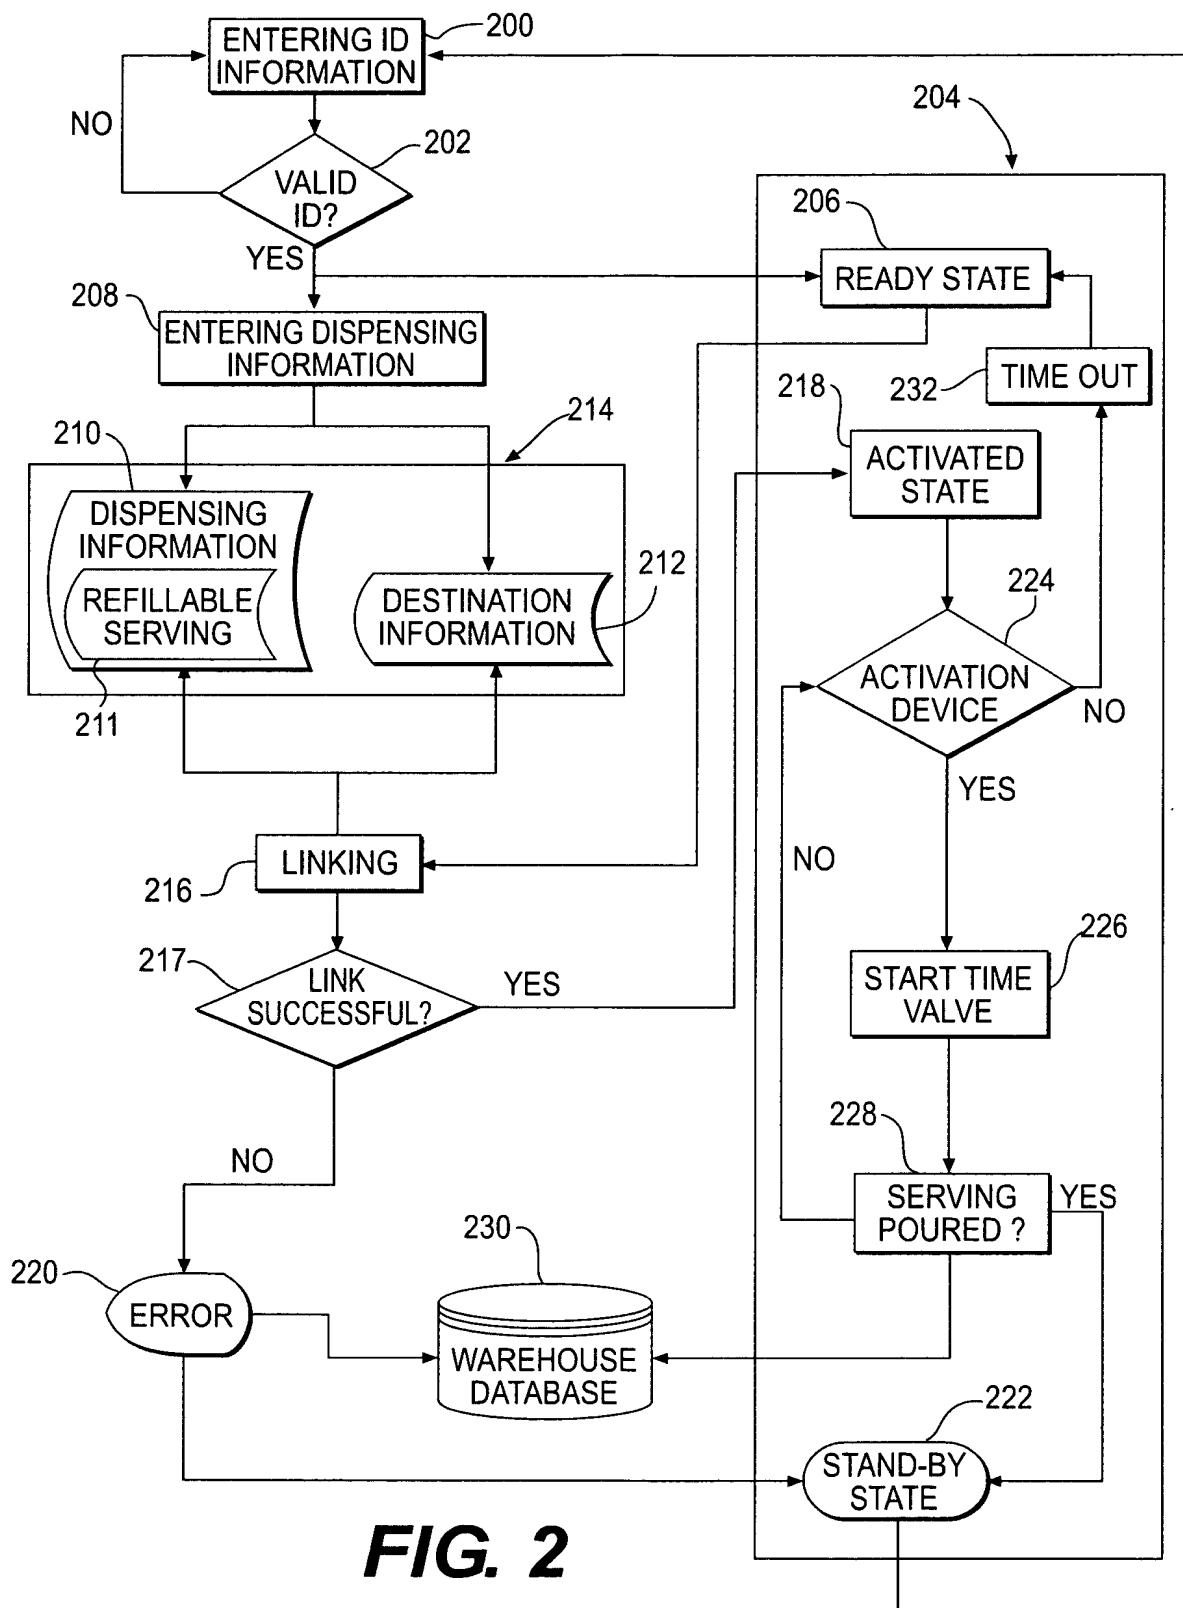 200
ENTERING ID
INFORMATION
204
NO
202
VALID
ID?
206
YES
READY STATE
208
ENTERING DISPENSING
INFORMATION
218
232
TIME OUT
214
210
ACTIVATED
STATE
DISPENSING
INFORMATION
212
224
REFILLABLE
SERVING
DESTINATION
INFORMATION
211
ACTIVATION
DEVICE
NO
YES
NO
LINKING
216
226
217
LINK
SUCCESSFUL?
YES
START TIME
VALVE
228
NO
SERVING
POURED ?
YES
230
220
ERROR
WAREHOUSE
DATABASE
222
STAND-BY
STATE
FIG. 2